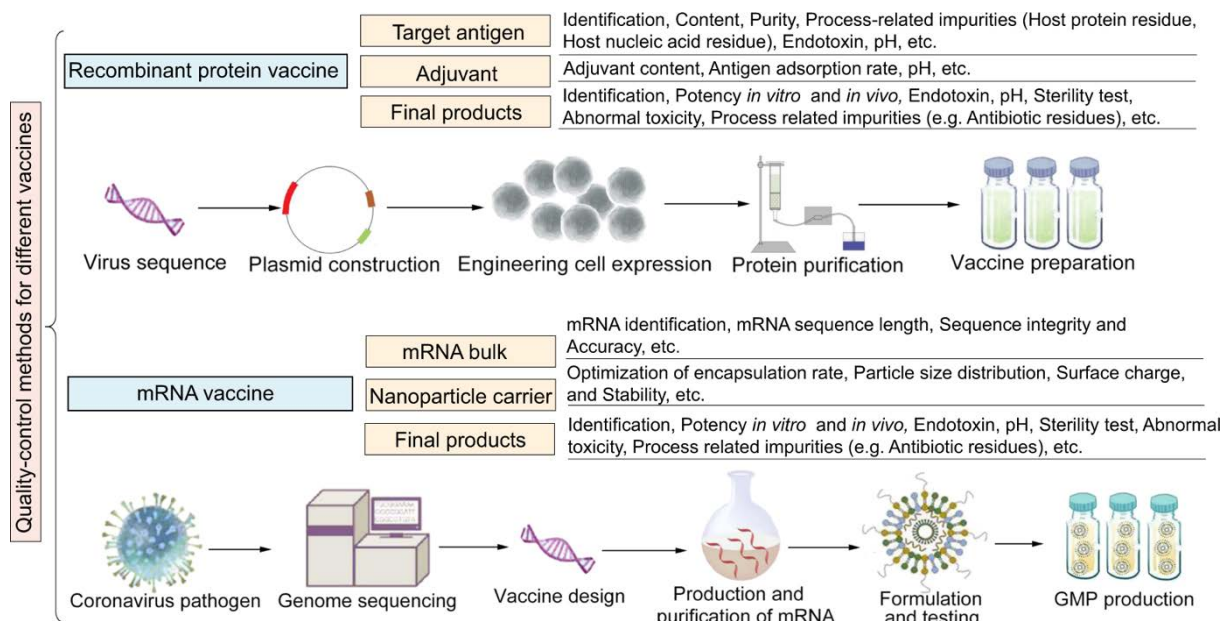 Quality-control methods for different vaccines
Recombinant protein vaccine
Target antigen
Identification, Content, Purity, Process-related impurities (Host protein residue,
Host nucleic acid residue), Endotoxin, pH, etc.
Adjuvant
Adjuvant content, Antigen adsorption rate, pH, etc.
Final products
Identification, Potency in vitro and in vivo, Endotoxin, pH, Sterility test,
Abnormal toxicity, Process related impurities (e.g. Antibiotic residues), etc.
Virus sequence
Plasmid construction
Engineering cell expression
Protein purification
Vaccine preparation
mRNA vaccine
mRNA bulk
mRNA identification, mRNA sequence length, Sequence integrity and
Accuracy, etc.
Nanoparticle carrier
Optimization of encapsulation rate, Particle size distribution, Surface charge,
and Stability, etc.
Final products
Identification, Potency in vitro and in vivo, Endotoxin, pH, Sterility test, Abnormal
toxicity, Process related impurities (e.g. Antibiotic residues), etc.
Coronavirus pathogen
Genome sequencing
Vaccine design
Production and
purification of mRNA
Formulation
and testing
GMP production